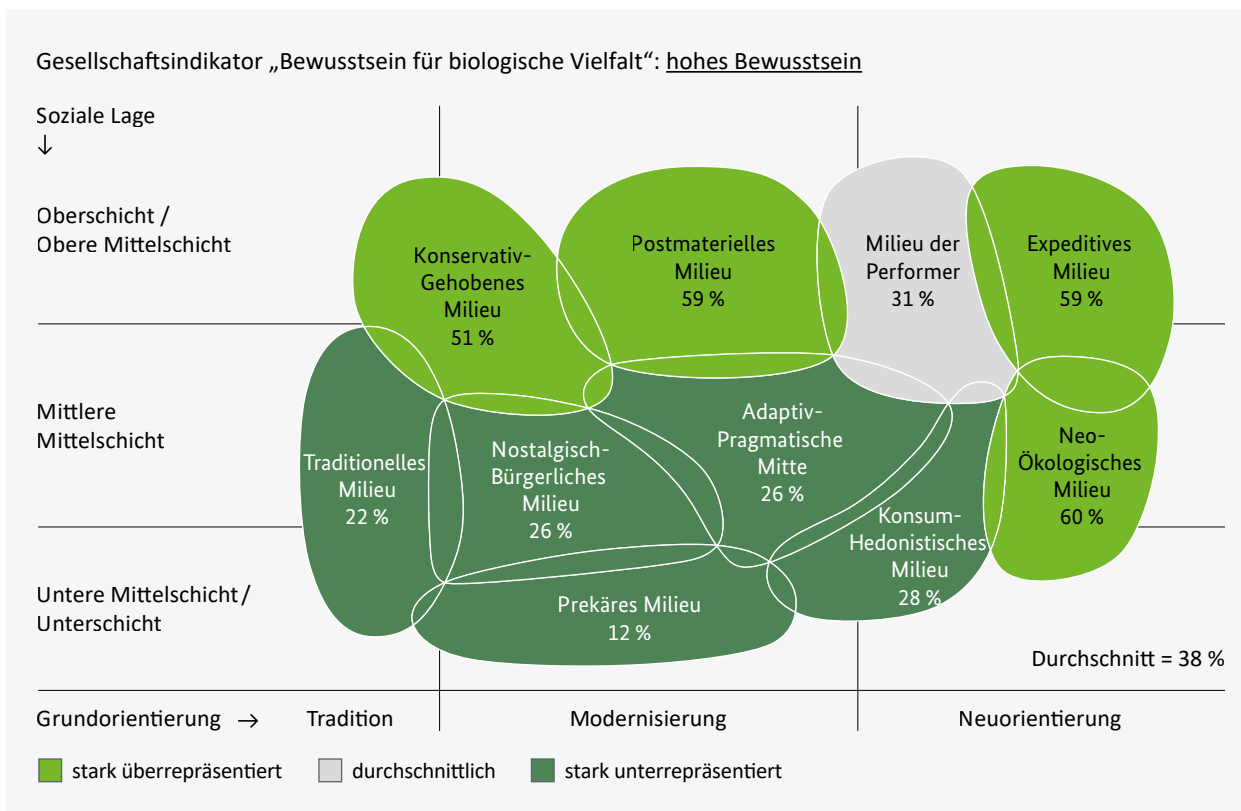 Gesellschaftsindikator „Bewusstsein für biologische Vielfalt“: hohes Bewusstsein
Soziale Lage
↓
Oberschicht /
Obere Mittelschicht
Konservativ-
Gehobenes
Milieu
51 %
Postmaterielles
Milieu
59 %
Milieu der
Performer
31 %
Expeditives
Milieu
59 %
Mittlere
Mittelschicht
Traditionelles
Milieu
22 %
Nostalgisch-
Bürgerliches
Milieu
26 %
Adaptiv-
Pragmatische
Mitte
26 %
Neo-
Ökologisches
Milieu
60 %
Konsum-
Hedonistisches
Milieu
28 %
Untere Mittelschicht /
Unterschicht
Prekäres Milieu
12 %
Durchschnitt = 38 %
Grundorientierung → Tradition Modernisierung Neuorientierung
stark überrepräsentiert durchschnittlich stark unterrepräsentiert